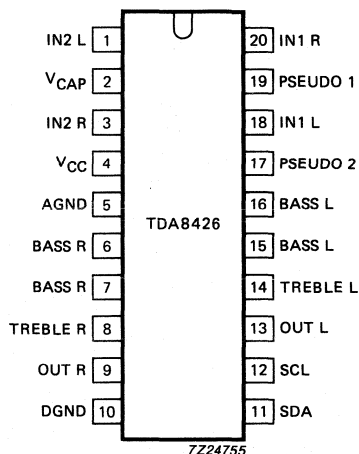 IN2 L 1 20 IN1 R
VCAP 2 19 PSEUDO 1
IN2 R 3 18 IN1 L
VCC 4 17 PSEUDO 2
AGND 5 16 BASS L
TDA8426
BASS R 6 15 BASS L
BASS R 7 14 TREBLE L
TREBLE R 8 13 OUT L
OUT R 9 12 SCL
DGND 10 11 SDA
7Z24755